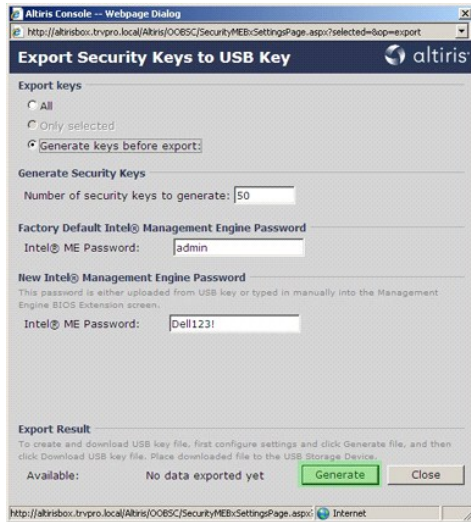 Altiris Console -- Webpage Dialog
http://altirisbox.trvpro.local/Altiris/OOBSC/SecurityMEBxSettingsPage.aspx?selected=&op=export
Export Security Keys to USB Key
altiris
Export keys
All
Only selected
Generate keys before export:
Generate Security Keys
Number of security keys to generate: 50
Factory Default Intel® Management Engine Password
Intel® ME Password: admin
New Intel® Management Engine Password
This password is either uploaded from USB key or typed in manually into the Management
Engine BIOS Extension screen.
Intel® ME Password: Dell123!
Export Result
To create and download USB key file, first configure settings and click Generate file, and then
click Download USB key file. Place downloaded file to the USB Storage Device.
Available: No data exported yet Generate Close
http://altirisbox.trvpro.local/Altiris/OOBSC/SecurityMEBxSettingsPage.aspx? Internet